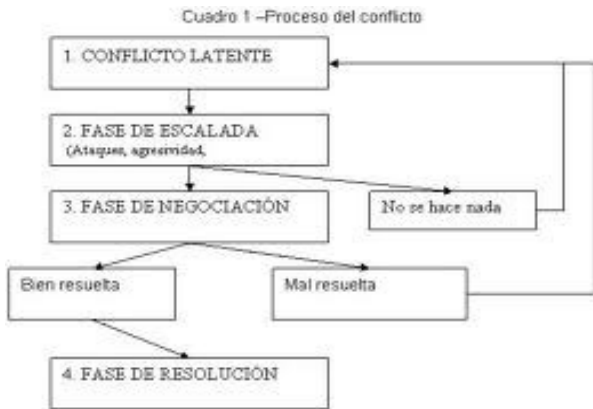 Cuadro 1 –Proceso del conflicto
1. CONFLICTO LATENTE
2. FASE DE ESCALADA
(Ataques, agresividad,
3. FASE DE NEGOCIACIÓN
No se hace nada
Bien resuelta
Mal resuelta
4. FASE DE RESOLUCIÓN